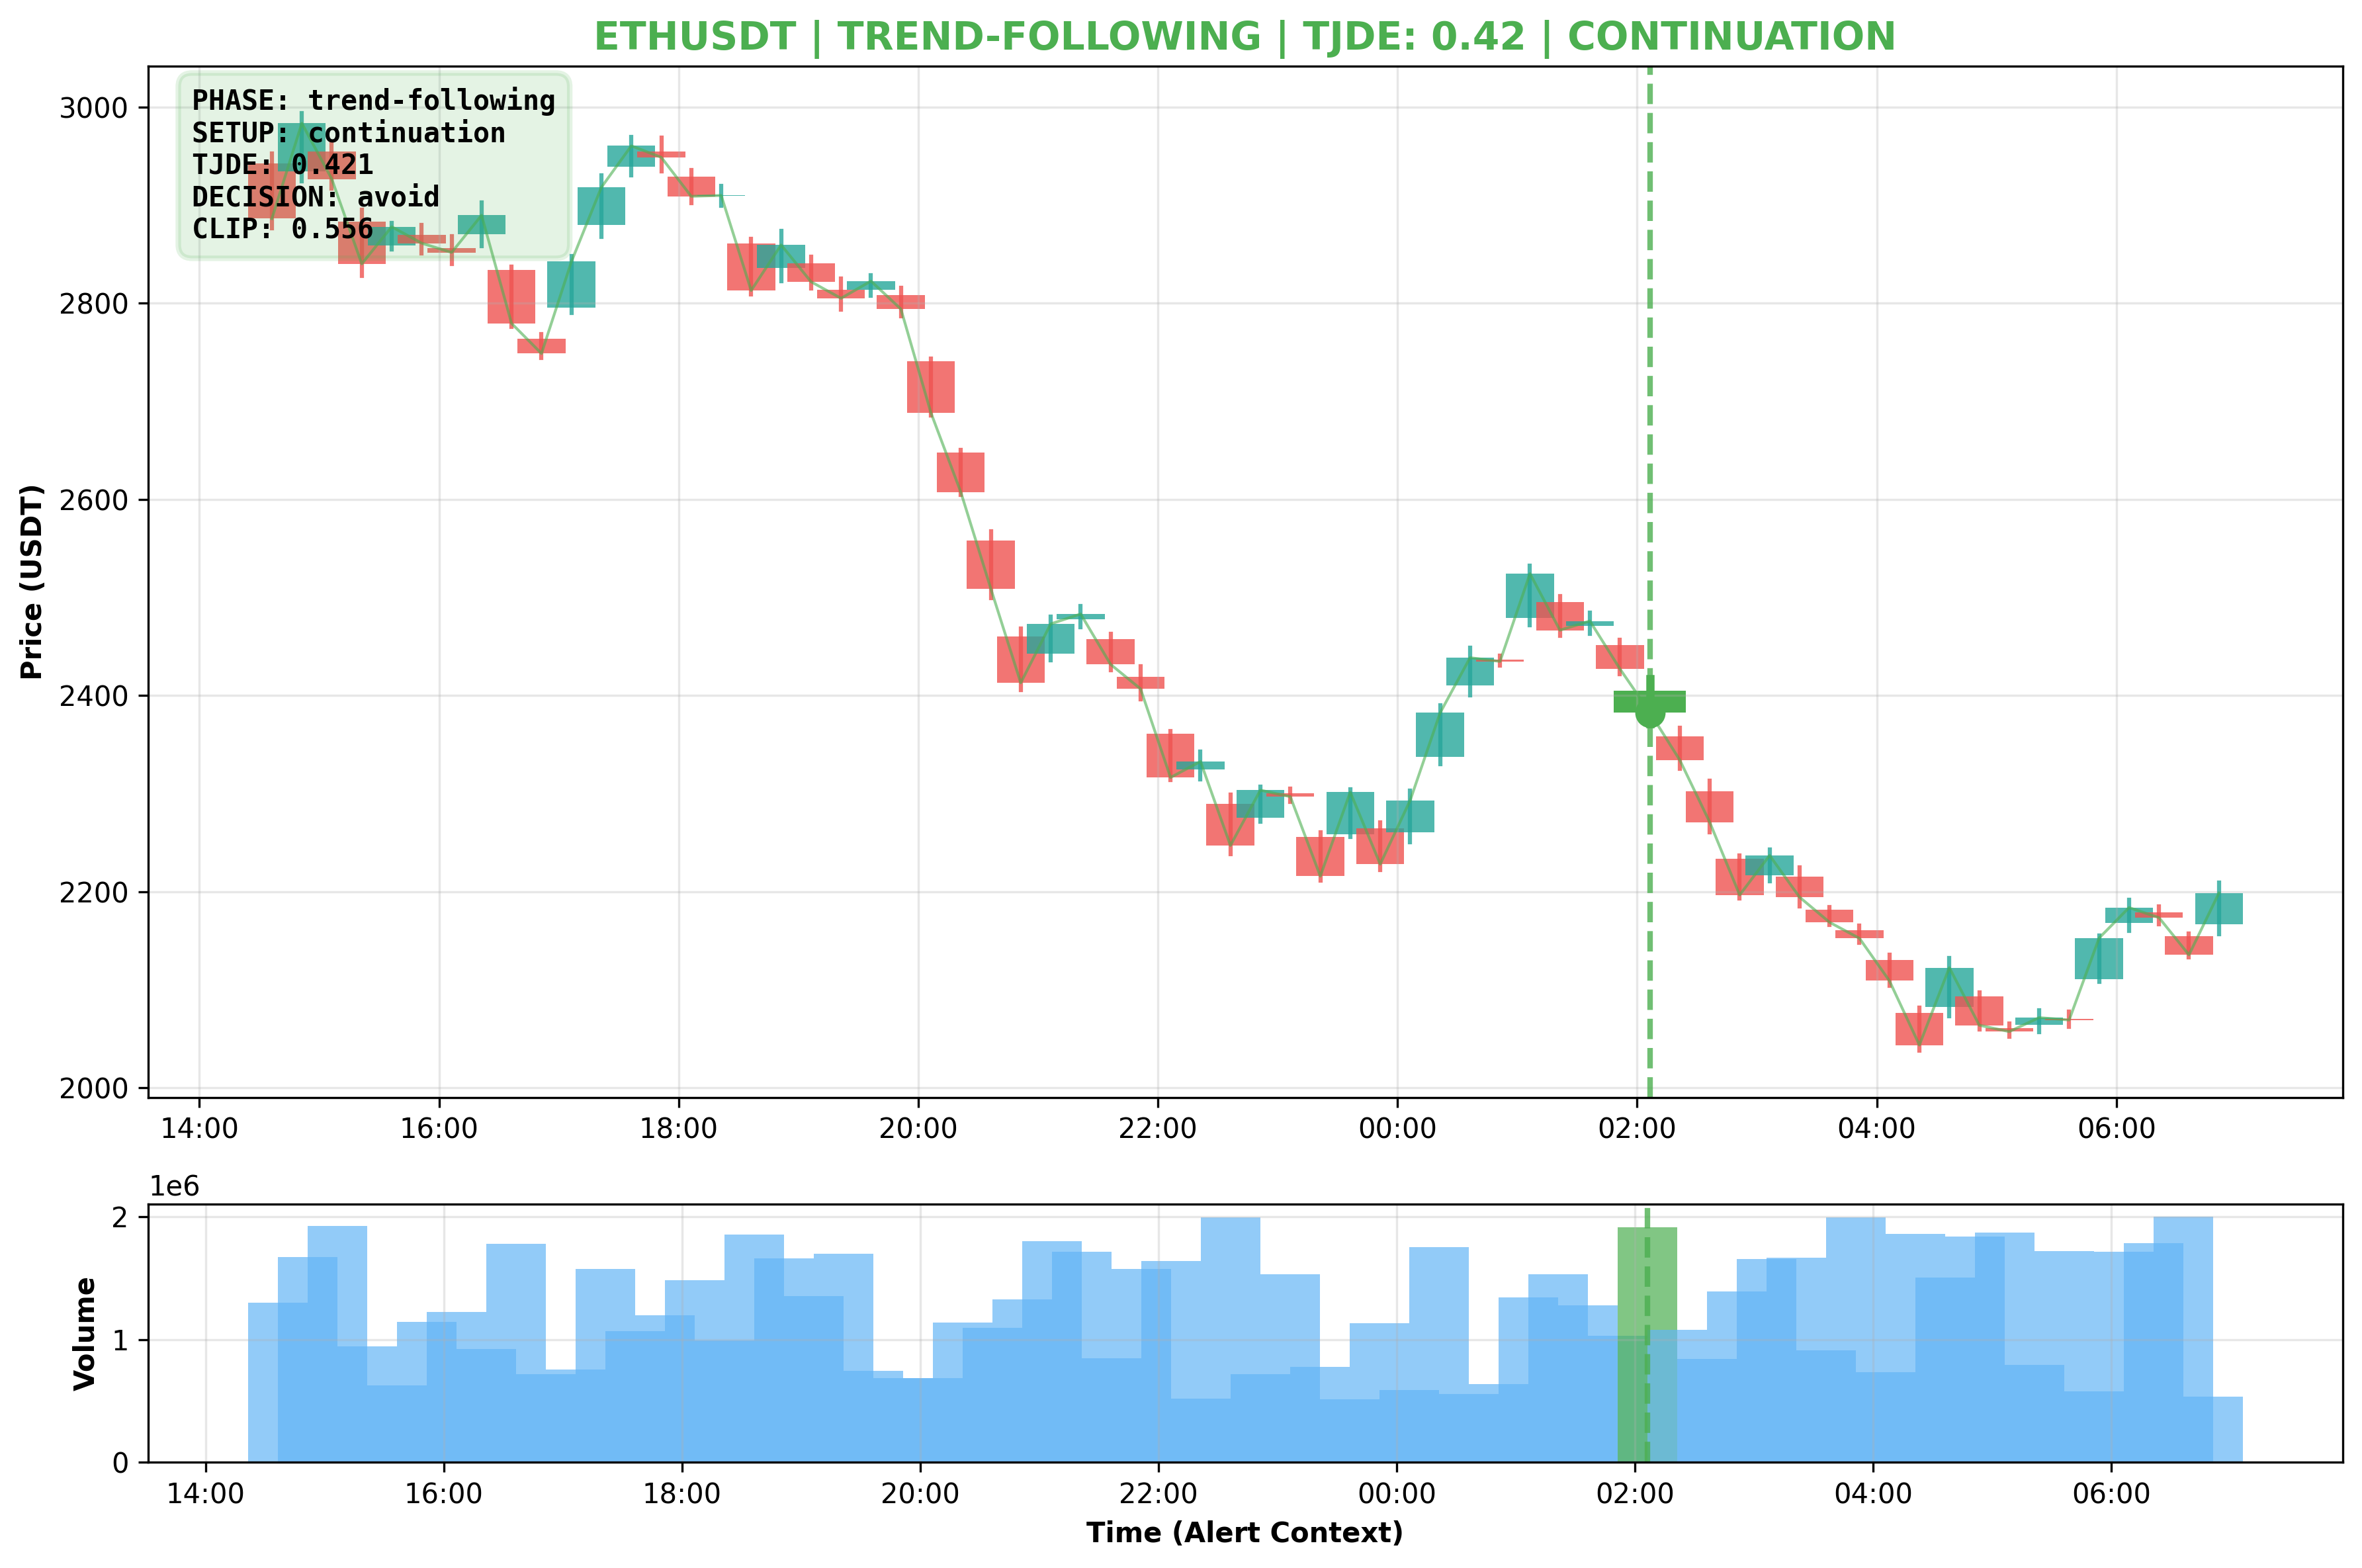 ETHUSDT | TREND-FOLLOWING | TJDE: 0.42 | CONTINUATION
PHASE: trend-following
SETUP: continuation
TJDE: 0.421
DECISION: avoid
CLIP: 0.556
Price (USDT)
3000
2800
2600
2400
2200
2000
14:00 16:00 18:00 20:00 22:00 00:00 02:00 04:00 06:00
1e6
Volume
2
1
0
14:00 16:00 18:00 20:00 22:00 00:00 02:00 04:00 06:00
Time (Alert Context)